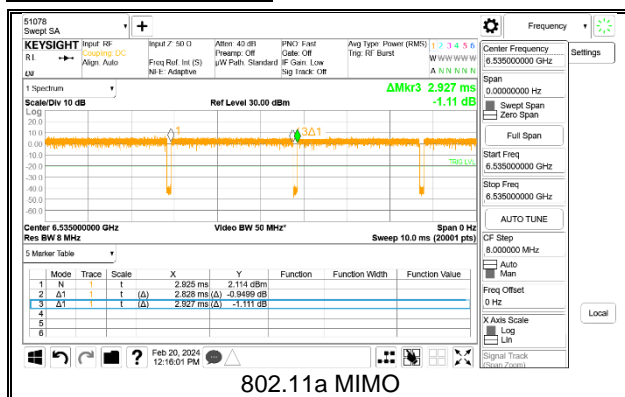 51078
Swept SA
+
Frequency
KEYSIGHT
Input: RF
Coupling: DC
Align: Auto
Input Z: 50 Ω
Freq Ref: Int (S)
NFE: Adaptive
Atten: 40 dB
Preamp: Off
µW Path: Standard
PNO: Fast
Gate: Off
IF Gain: Low
Sig Track: Off
Avg Type: Power (RMS)
Trig: RF Burst
1 2 3 4 5 6
W W W W W W
A N N N N N
Settings
Center Frequency
6.535000000 GHz
Span
0.00000000 Hz
Swept Span
Zero Span
Full Span
Start Freq
6.535000000 GHz
Stop Freq
6.535000000 GHz
AUTO TUNE
CF Step
8.000000 MHz
Auto
Man
Freq Offset
0 Hz
X Axis Scale
Log
Lin
Signal Track
(Span Zoom)
Local
1 Spectrum
Scale/Div 10 dB
Ref Level 30.00 dBm
ΔMkr3 2.927 ms
-1.11 dB
Log
20.0
10.0
0.00
-10.0
-20.0
-30.0
-40.0
-50.0
-60.0
1
3Δ1
TRIG LVL
Center 6.535000000 GHz
Res BW 8 MHz
Video BW 50 MHz*
Span 0 Hz
Sweep 10.0 ms (20001 pts)
5 Marker Table
Mode Trace Scale X Y Function Function Width Function Value
1 N 1 t 2.925 ms 2.114 dBm
2 Δ1 1 t (Δ) 2.828 ms (Δ) -0.9499 dB
3 Δ1 1 t (Δ) 2.927 ms (Δ) -1.111 dB
4
5
6
?
Feb 20, 2024
12:16:01 PM
802.11a MIMO